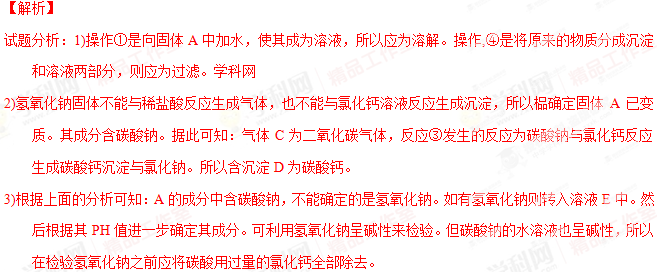 【解析】
试题分析：1)操作①是向固体 A 中加水，使其成为溶液，所以应为溶解。操作,④是将原来的物质分成沉淀
和溶液两部分，则应为过滤。学科网
2)氢氧化钠固体不能与稀盐酸反应生成气体，也不能与氯化钙溶液反应生成沉淀，所以榀确定固体 A 已变
质。其成分含碳酸钠。据此可知：气体 C 为二氧化碳气体，反应③发生的反应为碳酸钠与氯化钙反应
生成碳酸钙沉淀与氯化钠。所以含沉淀 D 为碳酸钙。
3)根据上面的分析可知：A 的成分中含碳酸钠，不能确定的是氢氧化钠。如有氢氧化钠则转入溶液 E 中。然
后根据其 PH 值进一步确定其成分。可利用氢氧化钠呈碱性来检验。但碳酸钠的水溶液也呈碱性，所以
在检验氢氧化钠之前应将碳酸用过量的氯化钙全部除去。